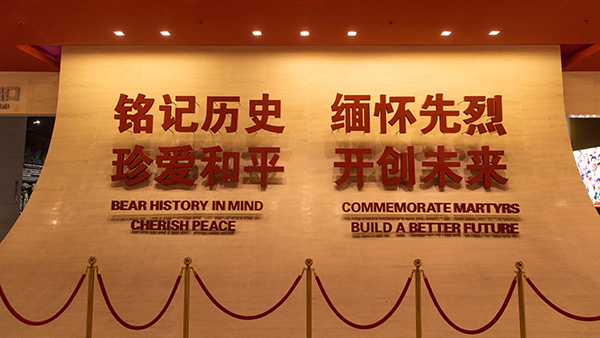 铭记历史 缅怀先烈
珍爱和平 开创未来
BEAR HISTORY IN MIND
CHERISH PEACE
COMMEMORATE MARTYRS
BUILD A BETTER FUTURE